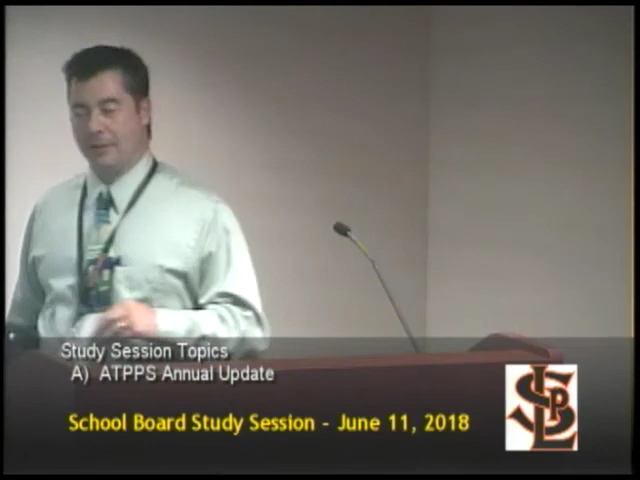 Study Session Topics
A) ATPPS Annual Update
School Board Study Session - June 11, 2018
SLP